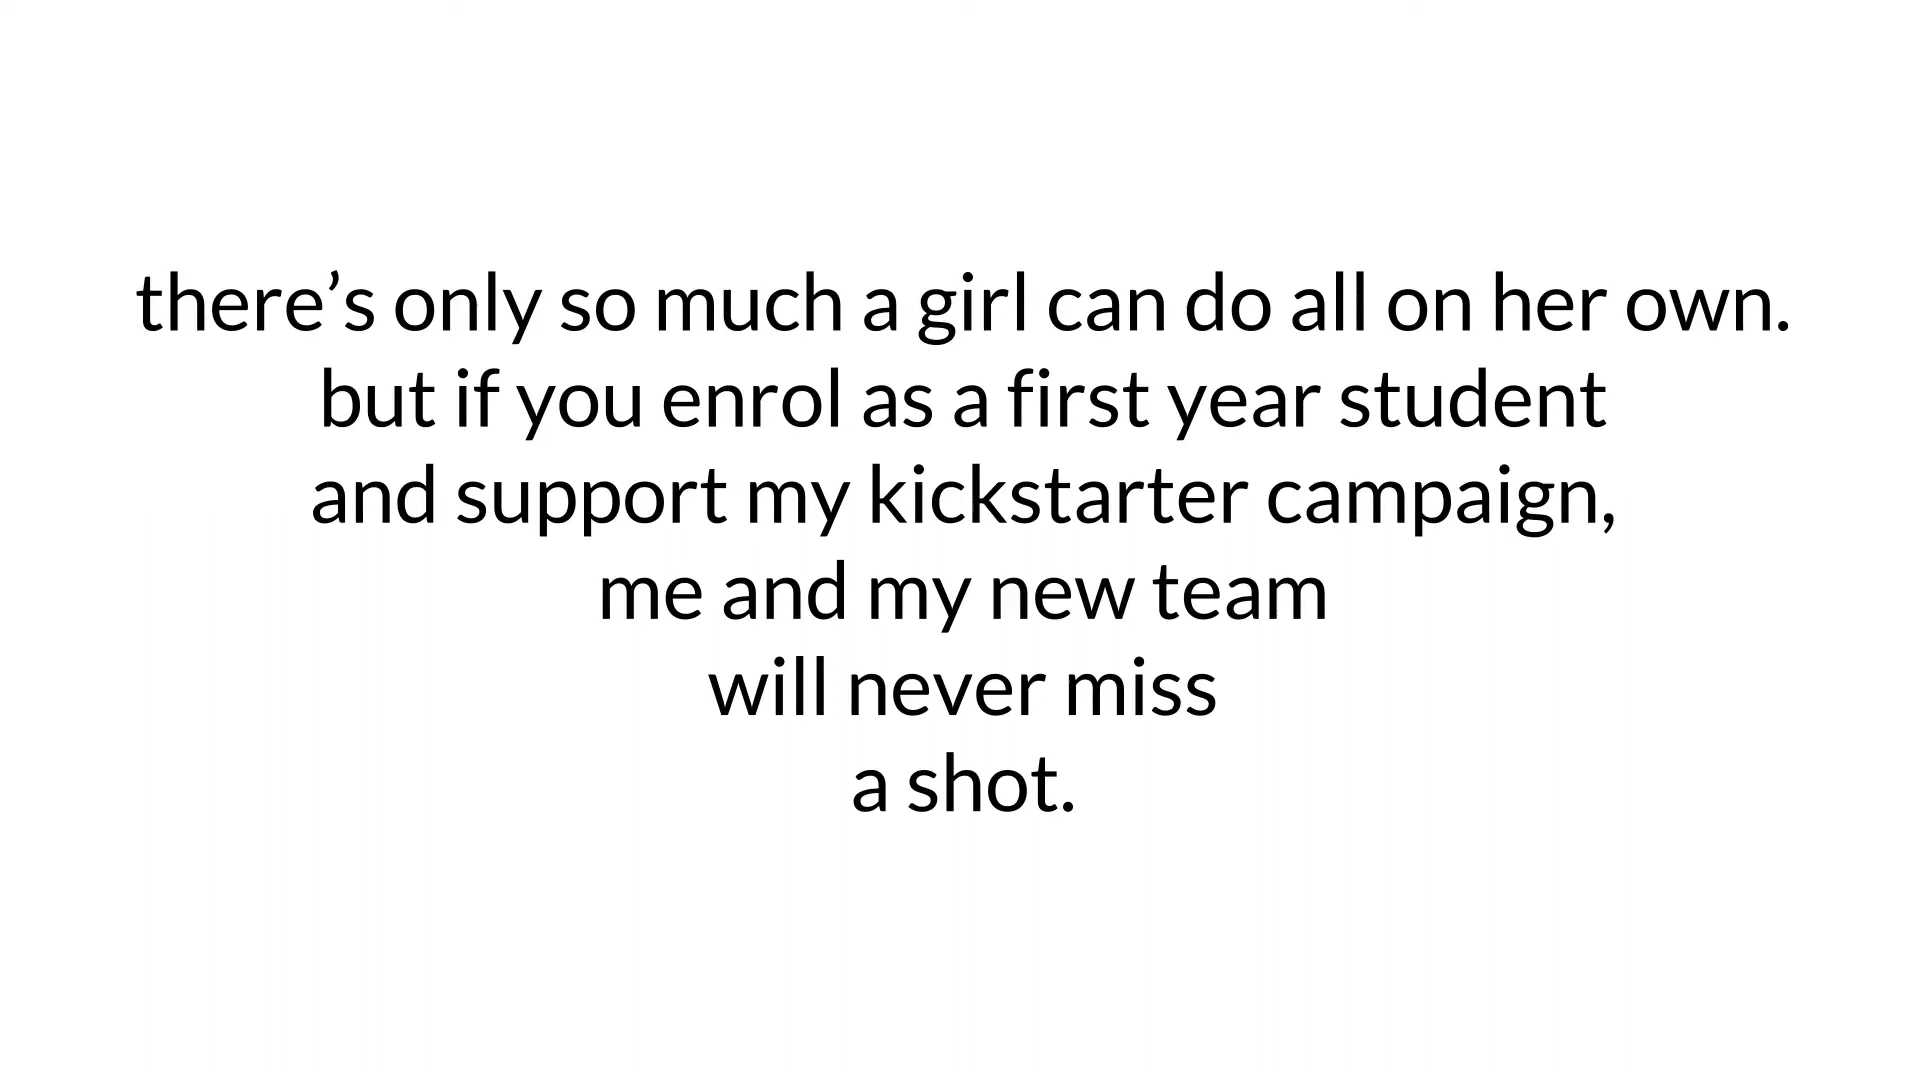 there’s only so much a girl can do all on her own.
but if you enrol as a first year student
and support my kickstarter campaign,
me and my new team
will never miss
a shot.